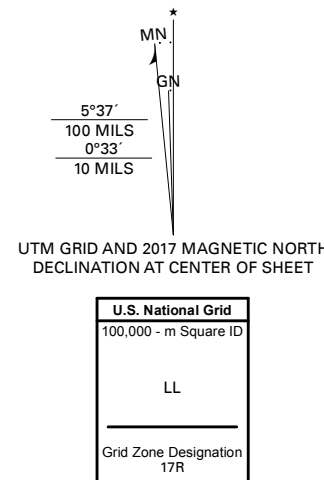 ★
MN
GN
5°37´
100 MILS
0°33´
10 MILS
UTM GRID AND 2017 MAGNETIC NORTH
DECLINATION AT CENTER OF SHEET
U.S. National Grid
100,000 - m Square ID
LL
Grid Zone Designation
17R